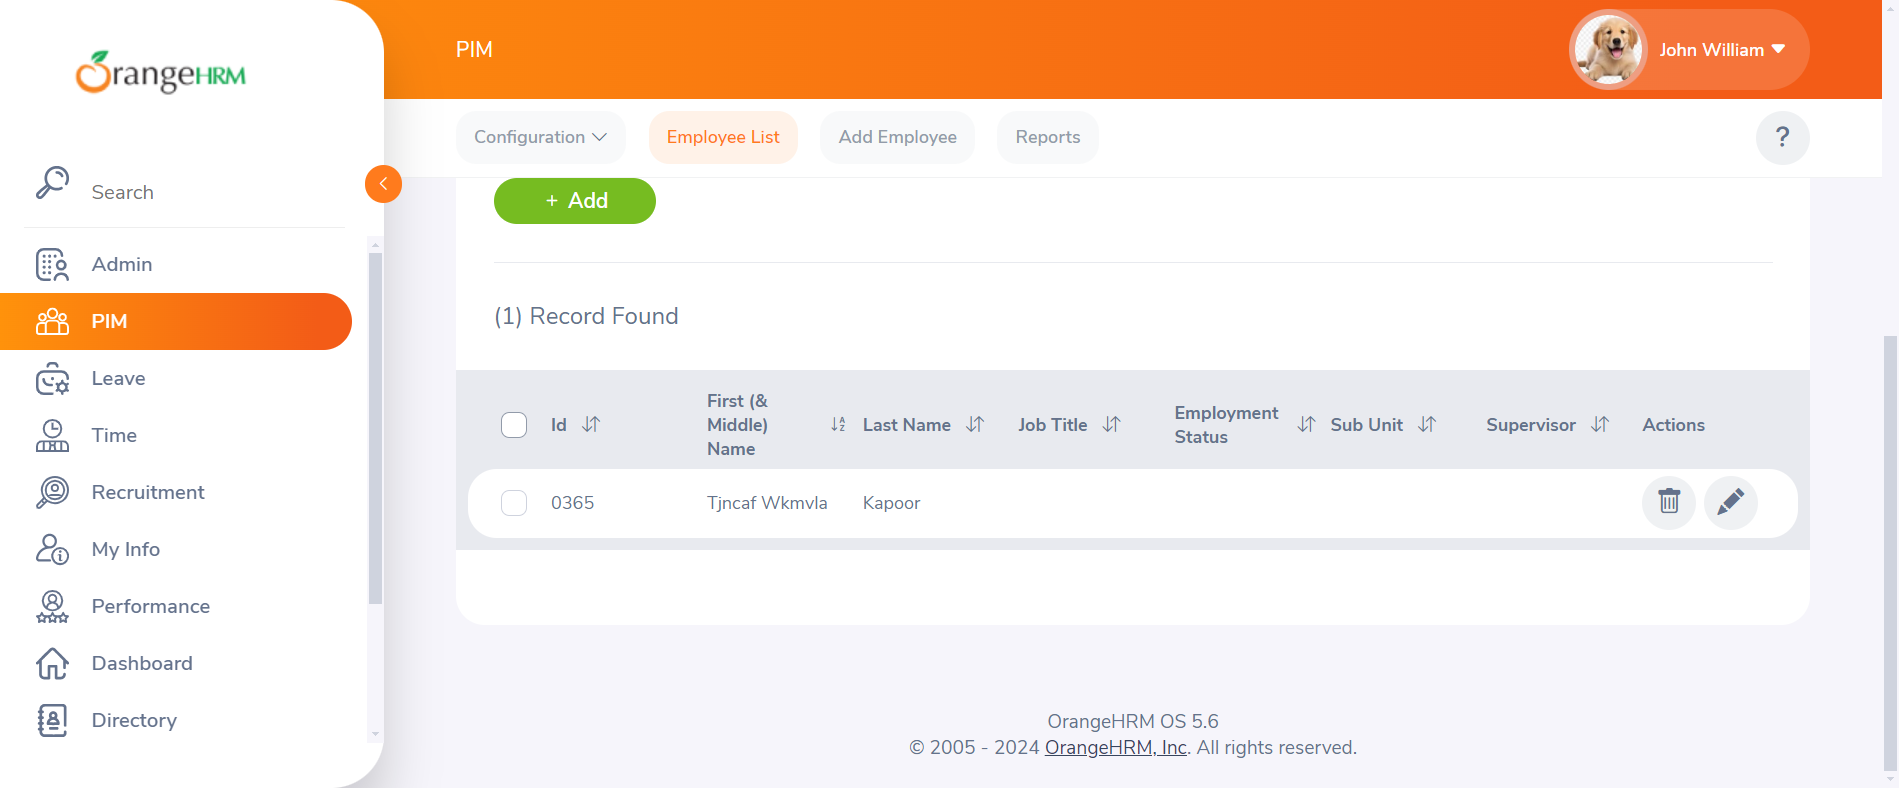 OrangeHRM
Search
Admin
PIM
Leave
Time
Recruitment
My Info
Performance
Dashboard
Directory
PIM
John William
Configuration
Employee List
Add Employee
Reports
?
+ Add
(1) Record Found
Id
First (& Middle) Name
Last Name
Job Title
Employment Status
Sub Unit
Supervisor
Actions
0365
Tjncaf Wkmvla
Kapoor
OrangeHRM OS 5.6
© 2005 - 2024 OrangeHRM, Inc. All rights reserved.